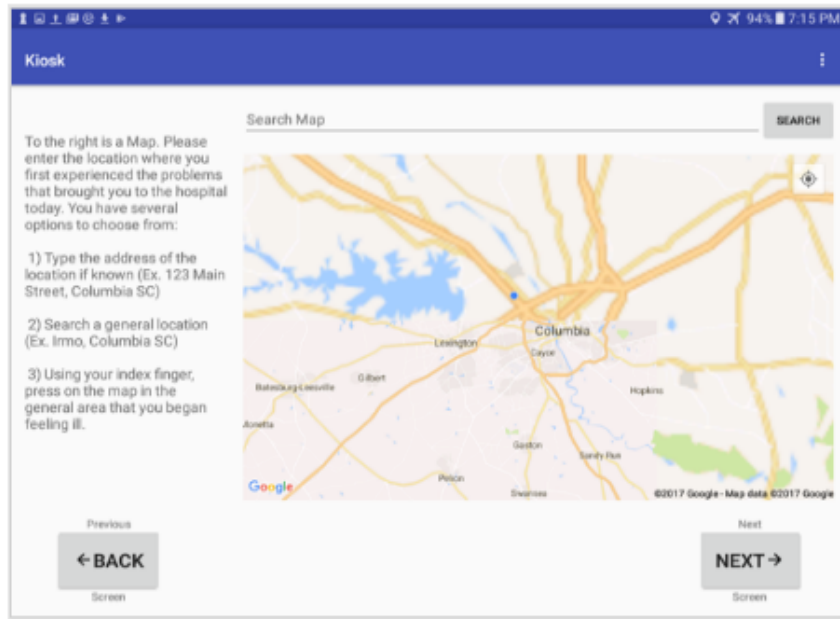 94% 7:15 PM
Kiosk
Search Map
SEARCH
To the right is a Map. Please
enter the location where you
first experienced the problems
that brought you to the hospital
today. You have several
options to choose from:
1) Type the address of the
location if known (Ex. 123 Main
Street, Columbia SC)
2) Search a general location
(Ex. Irmo, Columbia SC)
3) Using your index finger,
press on the map in the
general area that you began
feeling ill.
Columbia
Lexington
Cayce
Gilbert
Batesburg-Leesville
Hopkins
Monetta
Gaston
Sandy Run
Pelion
Swansea
Google
©2017 Google - Map data ©2017 Google
Previous
Next
←BACK
NEXT→
Screen
Screen